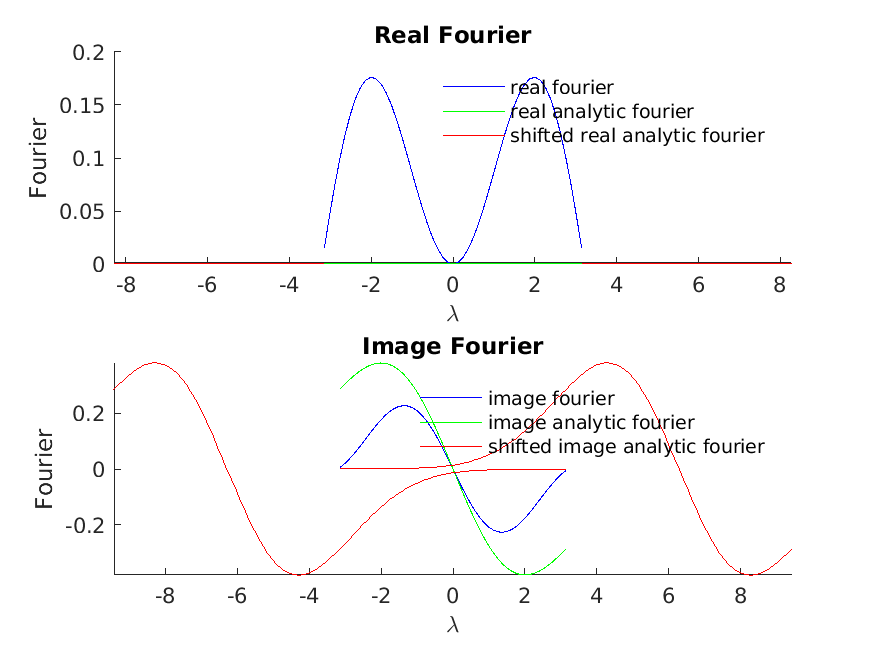 Real Fourier
0.2
0.15
0.1
0.05
0
Fourier
real fourier
real analytic fourier
shifted real analytic fourier
-8 -6 -4 -2 0 2 4 6 8
λ
Image Fourier
0.2
0
-0.2
Fourier
image fourier
image analytic fourier
shifted image analytic fourier
-8 -6 -4 -2 0 2 4 6 8
λ